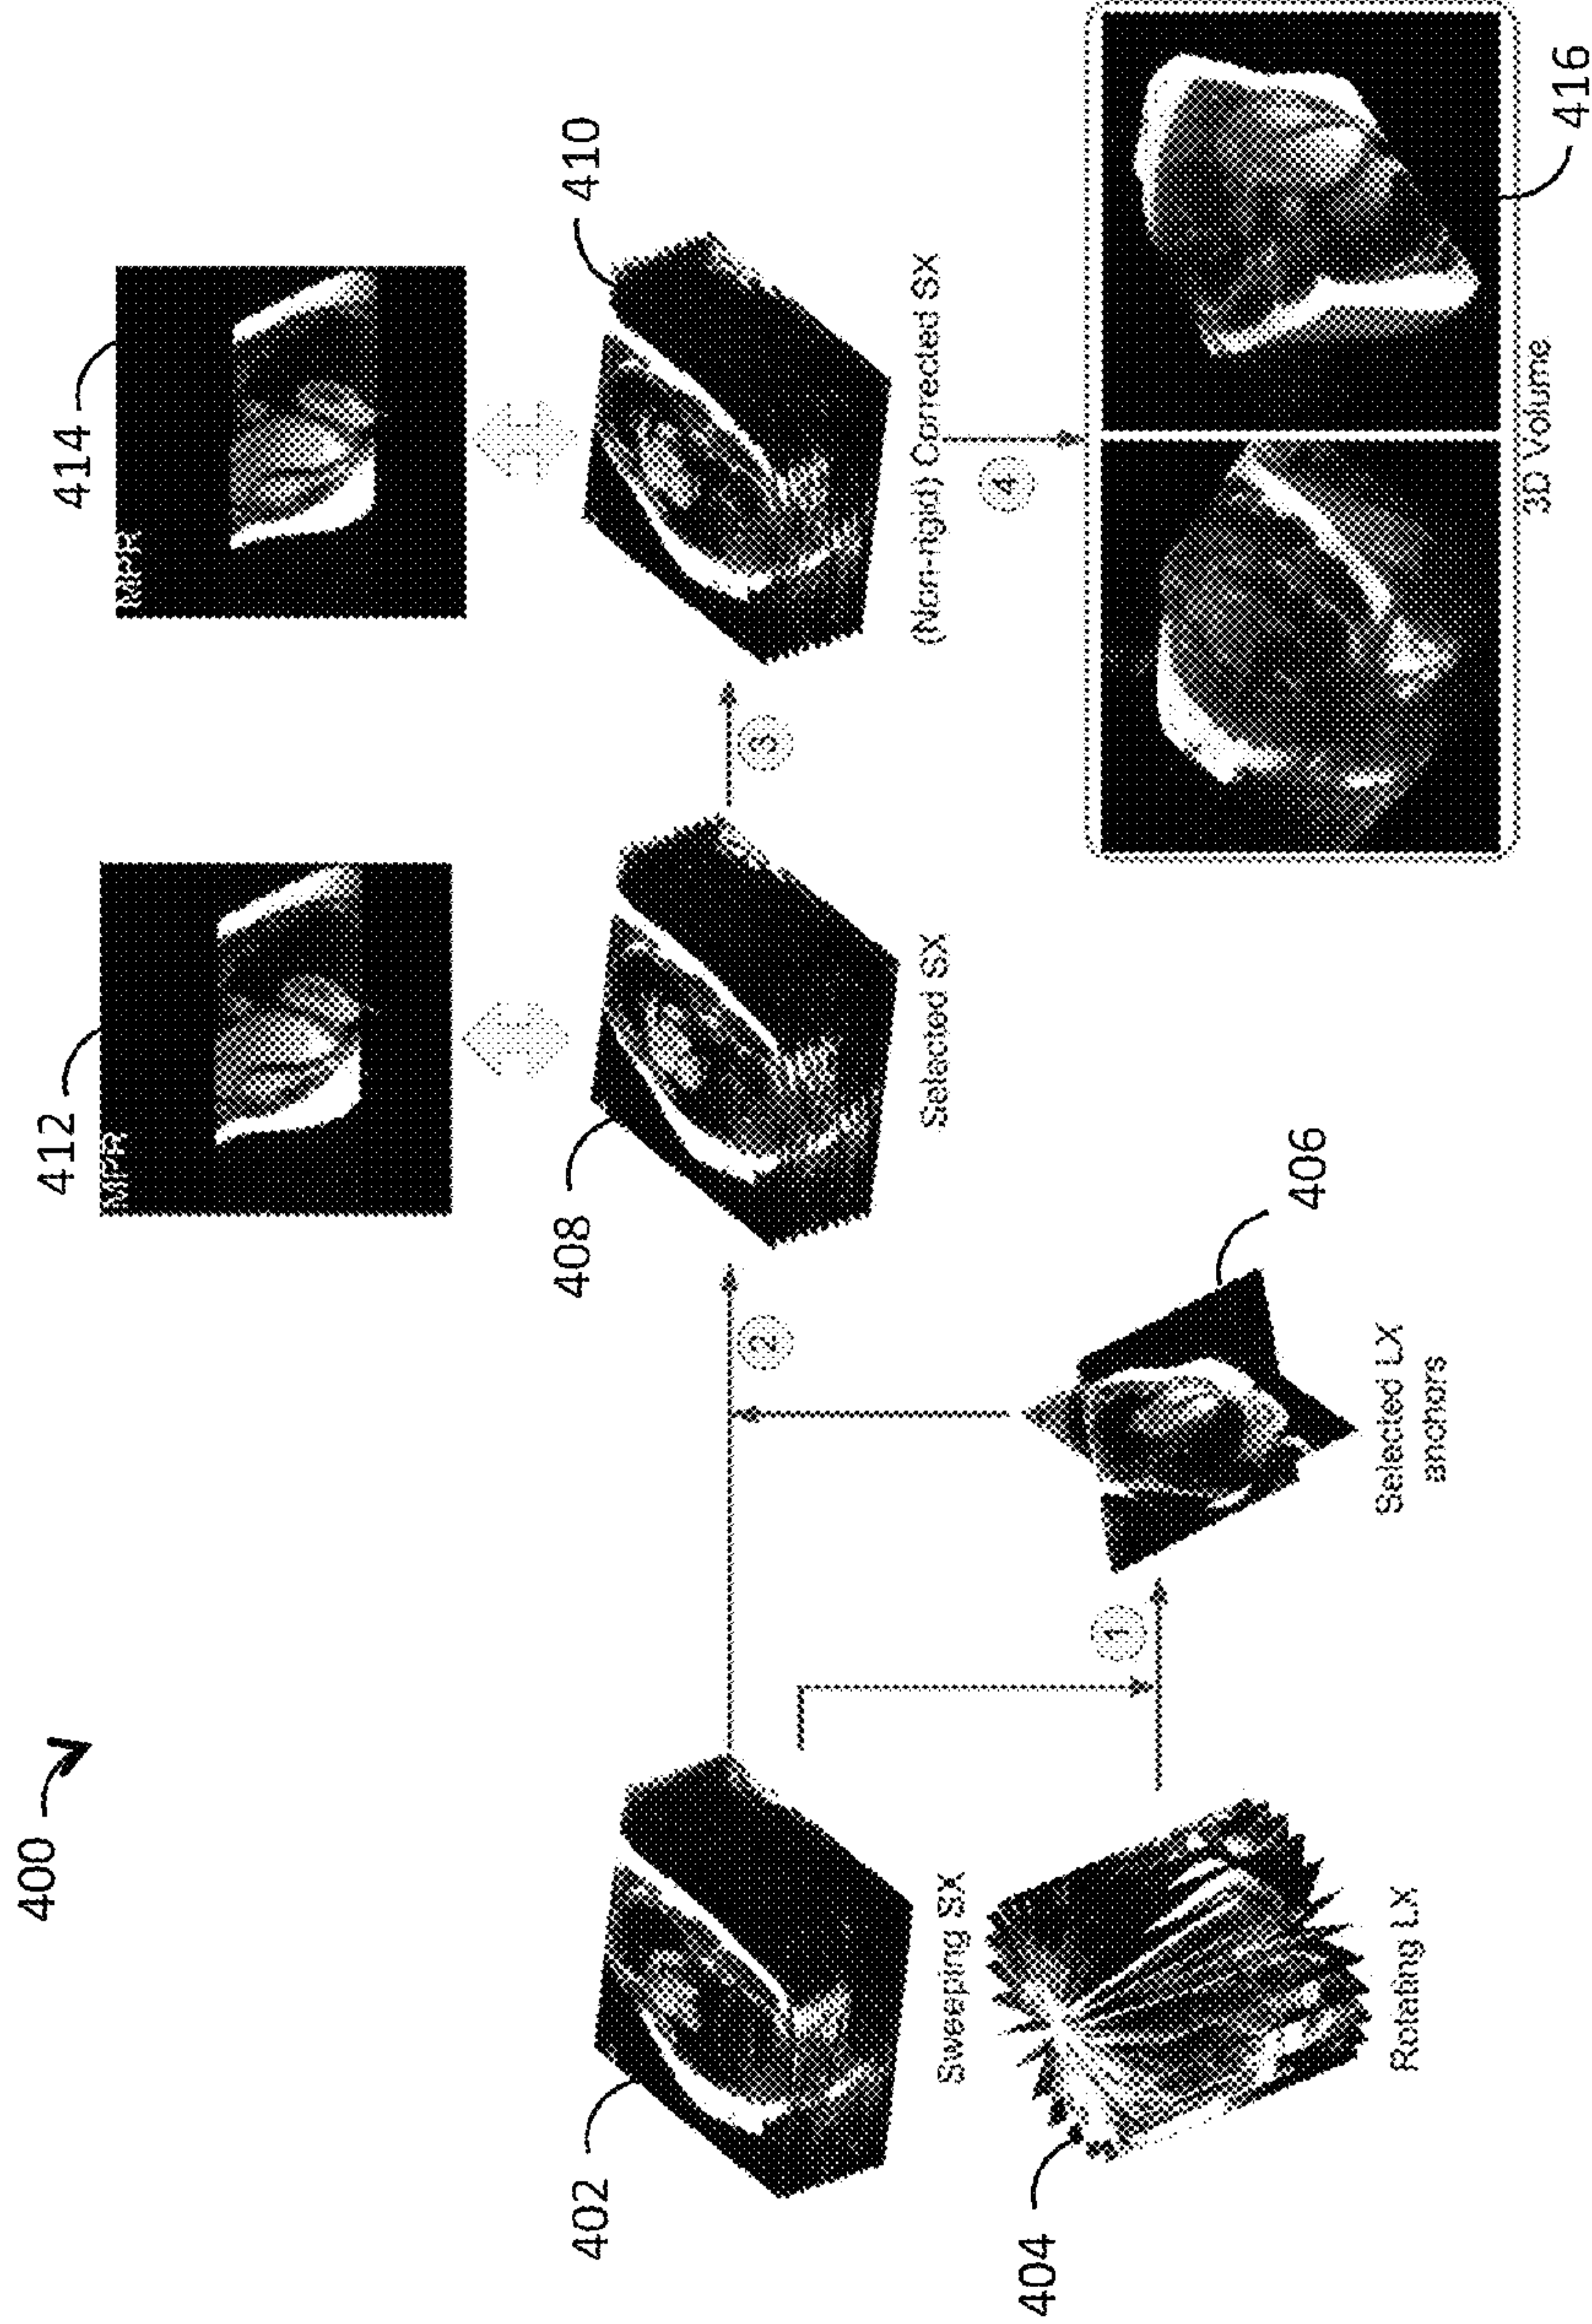 400
412
MPR
414
MPR
402
408
410
Sweeping SX
②
Selected SX
③
(Non-rigid) Corrected SX
404
①
406
④
Rotating LX
Selected LX
anchors
3D Volume
416